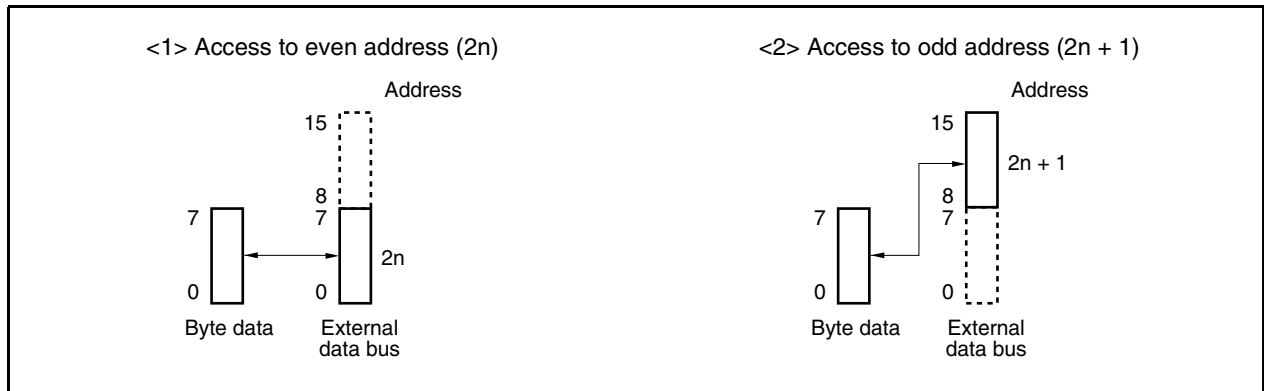 <1> Access to even address (2n)
Address
15
8
7
7
2n
0
0
Byte data
External
data bus
<2> Access to odd address (2n + 1)
Address
15
2n + 1
8
7
7
0
0
Byte data
External
data bus